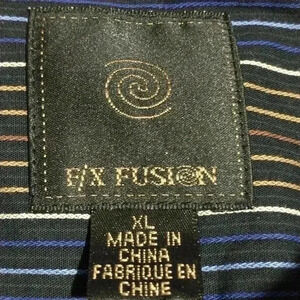 F/X FUSION
XL
MADE IN
CHINA
FABRIQUE EN
CHINE